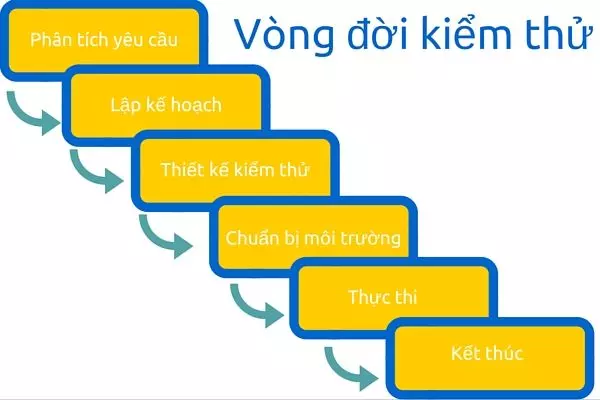 Vòng đời kiểm thử
Phân tích yêu cầu
Lập kế hoạch
Thiết kế kiểm thử
Chuẩn bị môi trường
Thực thi
Kết thúc